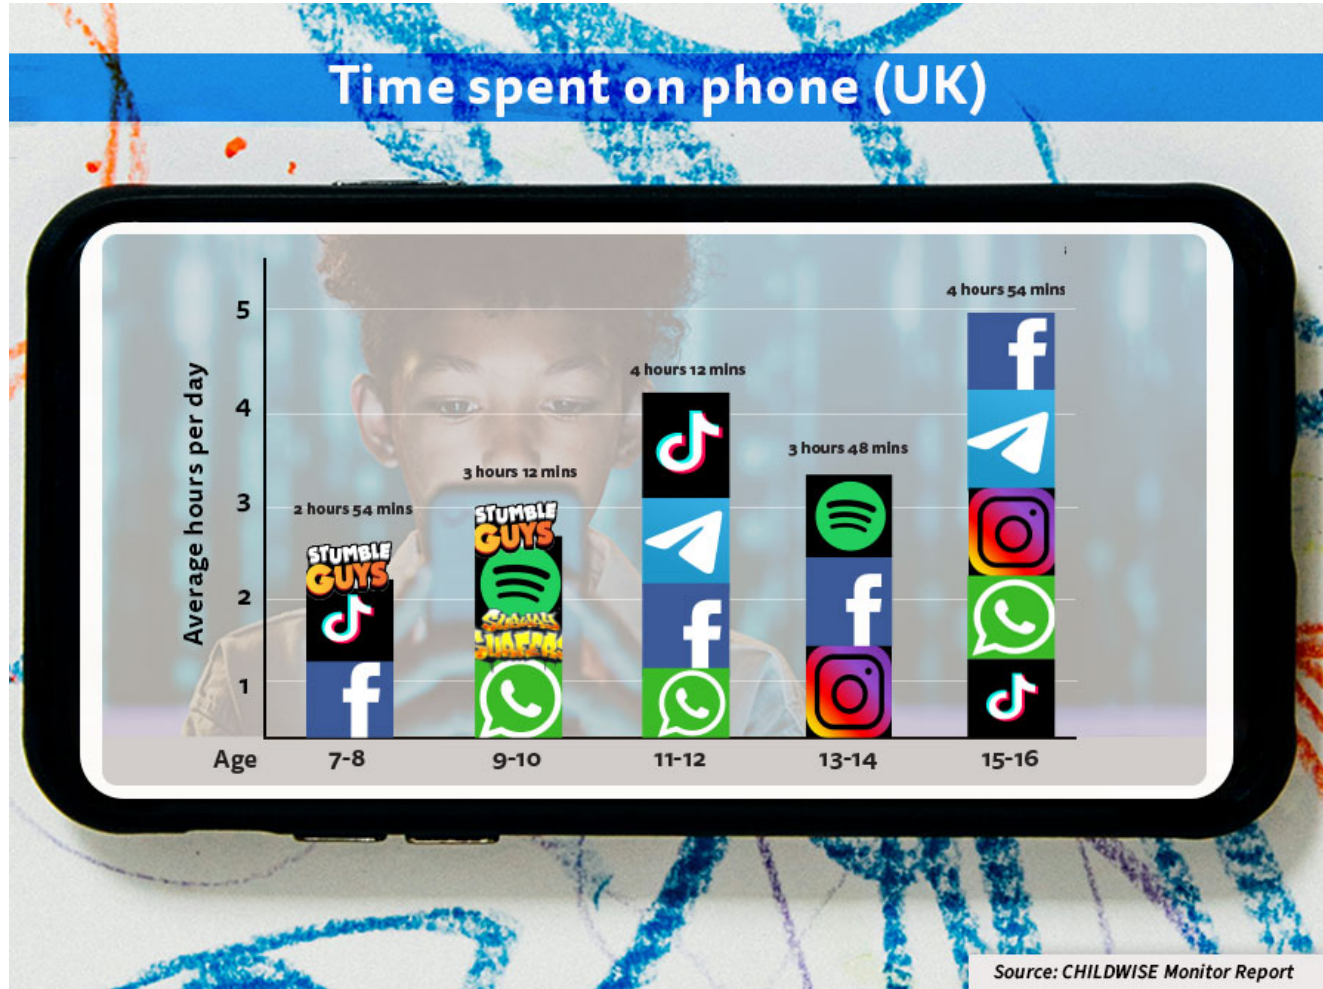 Time spent on phone (UK)
4 hours 54 mins
5
4 hours 12 mins
4
3 hours 48 mins
3 hours 12 mins
3
2 hours 54 mins
2
1
Average hours per day
STUMBLE
GUYS
STUMBLE
GUYS
SUBWAY
SURFERS
Age
7-8
9-10
11-12
13-14
15-16
Source: CHILDWISE Monitor Report